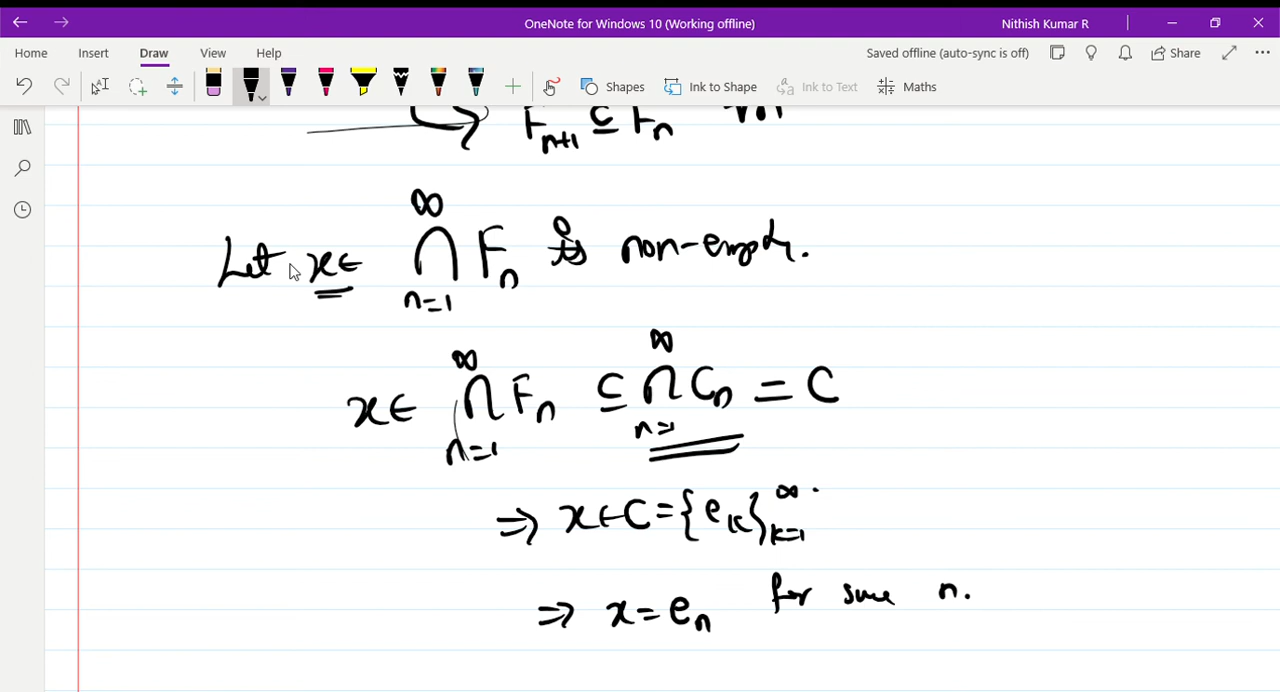 OneNote for Windows 10 (Working offline)
Nithish Kumar R
Home Insert Draw View Help
Saved offline (auto-sync is off)
Share
Shapes
Ink to Shape
Ink to Text
Maths
F_{n+1} ⊆ F_n
Let x ∈ ⋂_{n=1}^{∞} F_n is non-empty.
x ∈ ⋂_{n=1}^{∞} F_n ⊆ ⋂_{n=1}^{∞} C_n = C
⇒ x ∈ C = {e_k}_{k=1}^{∞}.
⇒ x = e_n for some n.